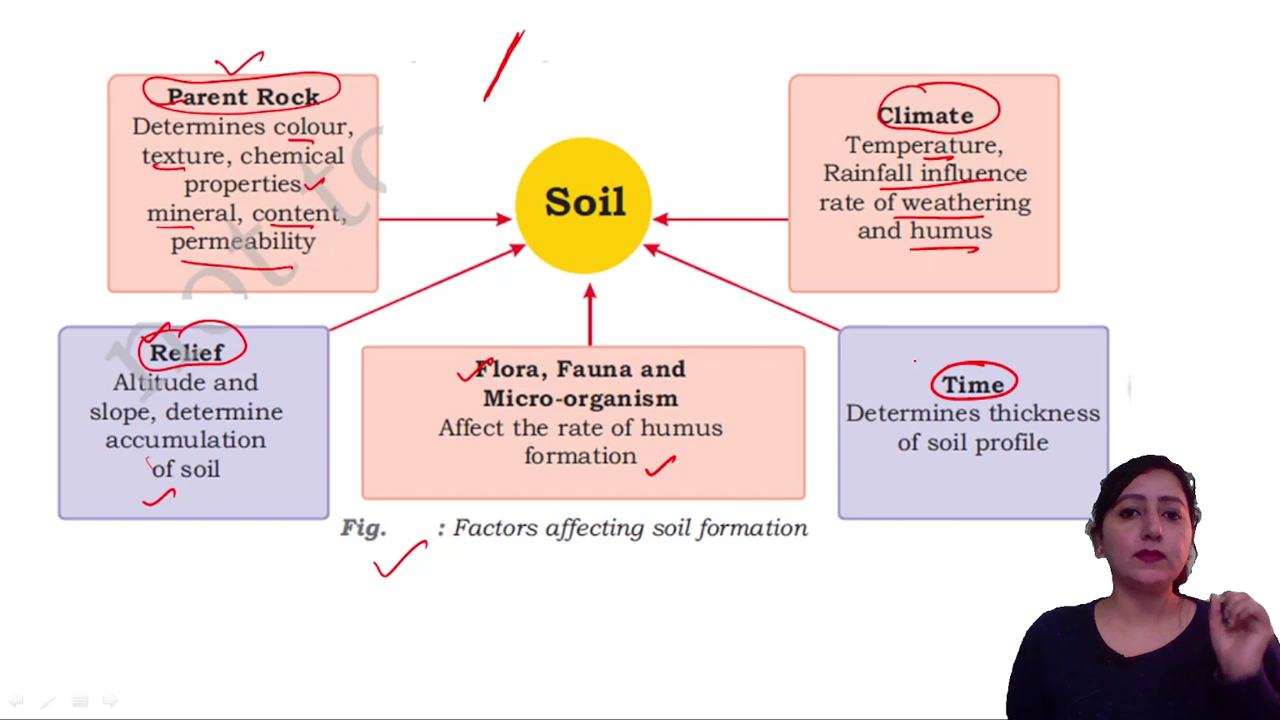 Parent Rock
Determines colour,
texture, chemical
properties
mineral, content,
permeability
Soil
Climate
Temperature,
Rainfall influence
rate of weathering
and humus
Relief
Altitude and
slope, determine
accumulation
of soil
Flora, Fauna and
Micro-organism
Affect the rate of humus
formation
Time
Determines thickness
of soil profile
Fig. : Factors affecting soil formation
not to